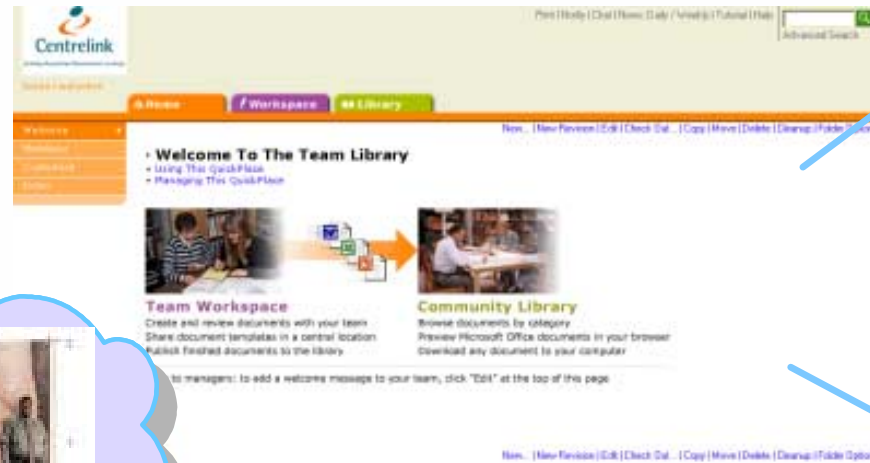 Print | Notify | Chat | News: Daily / Weekly | Tutorial | Help
Centrelink
Advanced Search
Home
Workspace
Library
Welcome
New... | New Revision | Edit | Check Out... | Copy | Move | Delete | Cleanup | Folder
Welcome To The Team Library
Using This QuickPlace
Managing This QuickPlace
Team Workspace
Create and review documents with your team
Share document templates in a central location
Publish finished documents to the library
Community Library
Browse documents by category
Preview Microsoft Office documents in your browser
Download any document to your computer
to managers: to add a welcome message to your team, click "Edit" at the top of this page
New... | New Revision | Edit | Check Out... | Copy | Move | Delete | Cleanup | Folder